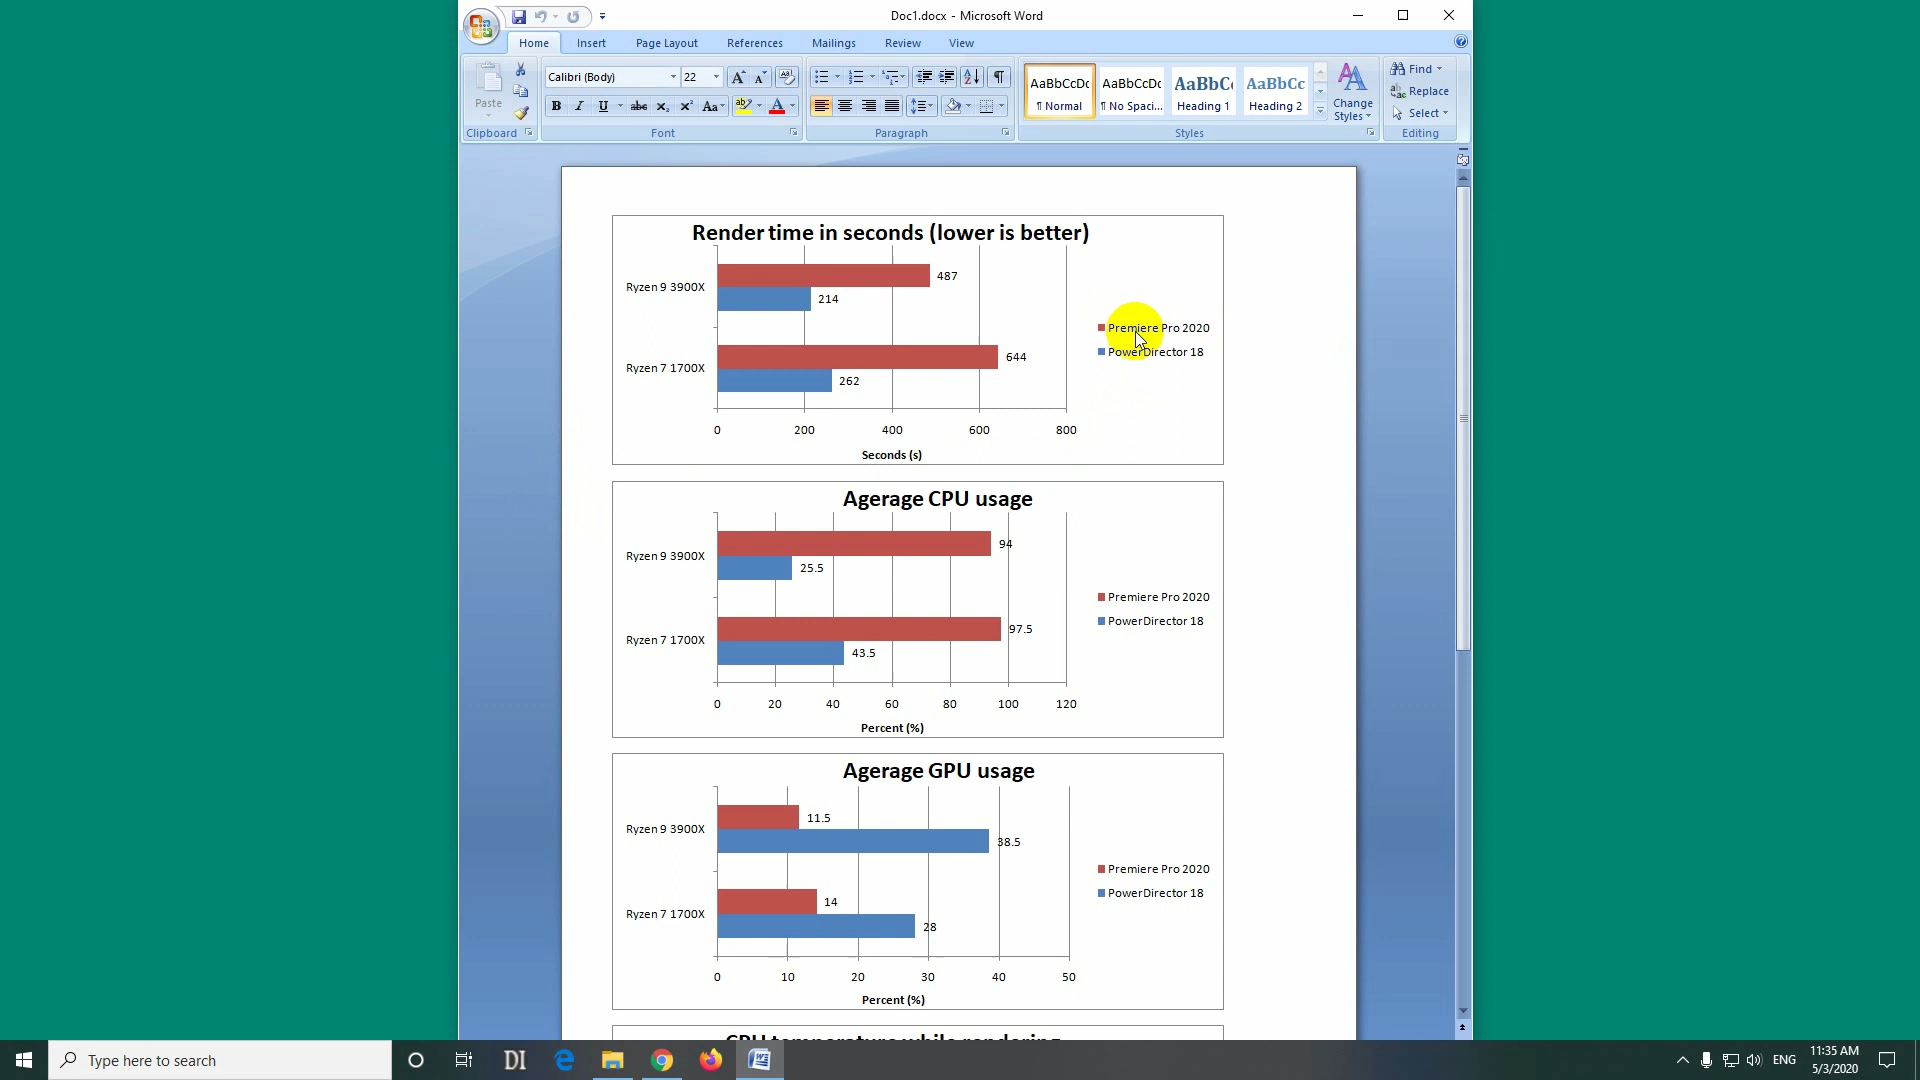 Doc1.docx - Microsoft Word
Home Insert Page Layout References Mailings Review View
Paste
Clipboard
Calibri (Body) 22
Font
Paragraph
AaBbCcDc AaBbCcDc AaBbC AaBbCc
¶ Normal ¶ No Spaci... Heading 1 Heading 2
Change Styles
Styles
Find
Replace
Select
Editing
Render time in seconds (lower is better)
Ryzen 9 3900X
487
214
Ryzen 7 1700X
644
262
0 200 400 600 800
Seconds (s)
Premiere Pro 2020
PowerDirector 18
Agerage CPU usage
Ryzen 9 3900X
94
25.5
Ryzen 7 1700X
97.5
43.5
0 20 40 60 80 100 120
Percent (%)
Premiere Pro 2020
PowerDirector 18
Agerage GPU usage
Ryzen 9 3900X
11.5
38.5
Ryzen 7 1700X
14
28
0 10 20 30 40 50
Percent (%)
Premiere Pro 2020
PowerDirector 18
temperature while rendering
Type here to search
DI
ENG
11:35 AM
5/3/2020